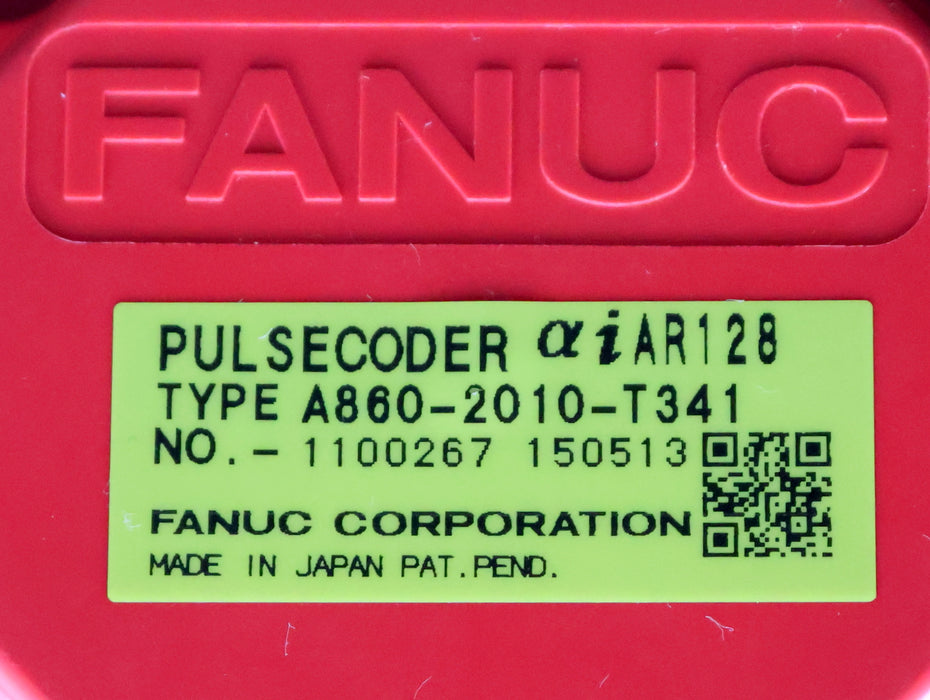 FANUC
PULSECODER αiAR128
TYPE A860-2010-T341
NO.- 1100267 150513
FANUC CORPORATION
MADE IN JAPAN PAT.PEND.